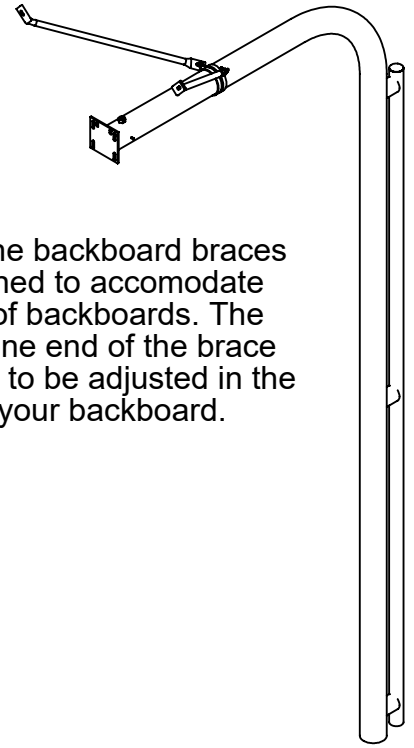 he backboard braces
ned to accomodate
of backboards. The
ne end of the brace
to be adjusted in the
your backboard.